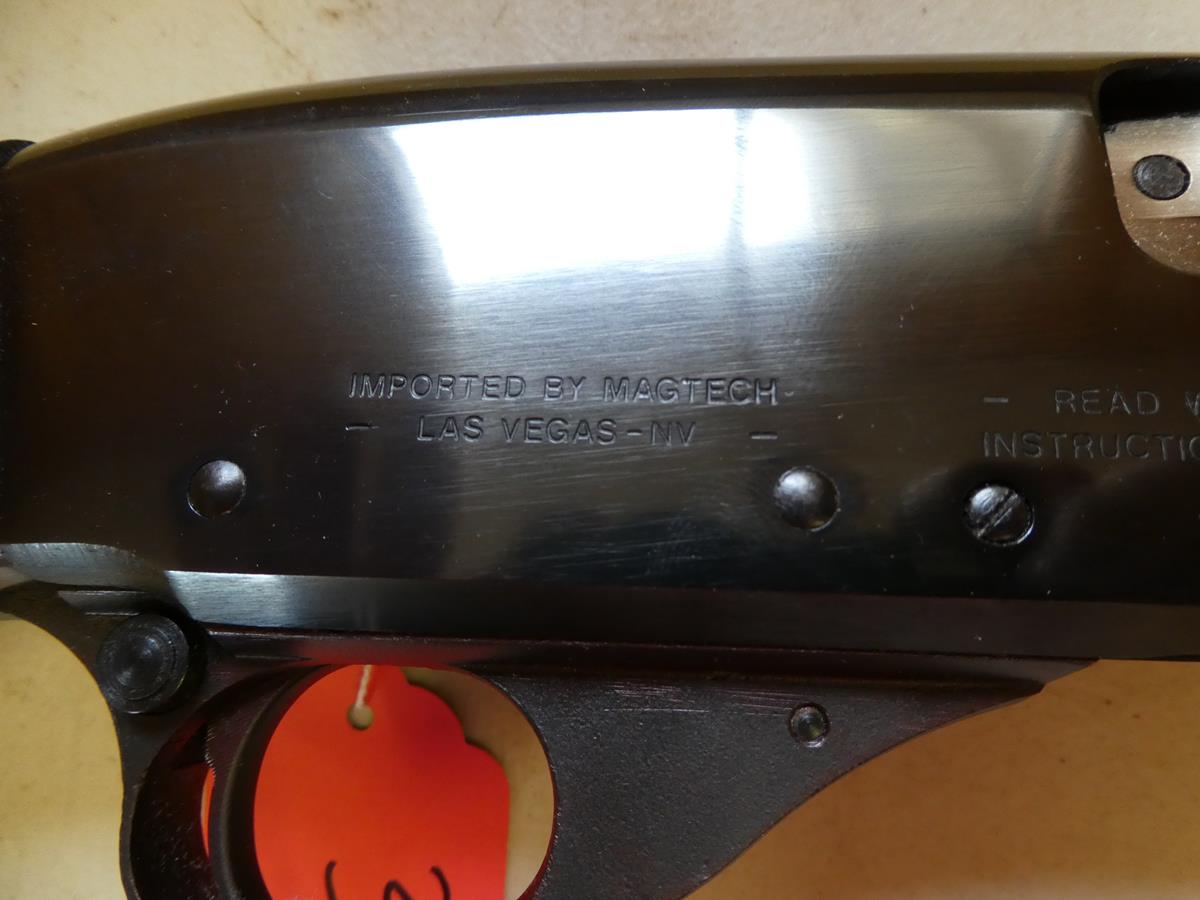 IMPORTED BY MAGTECH
- LAS VEGAS-NV -
- READ
INSTRUCTIO